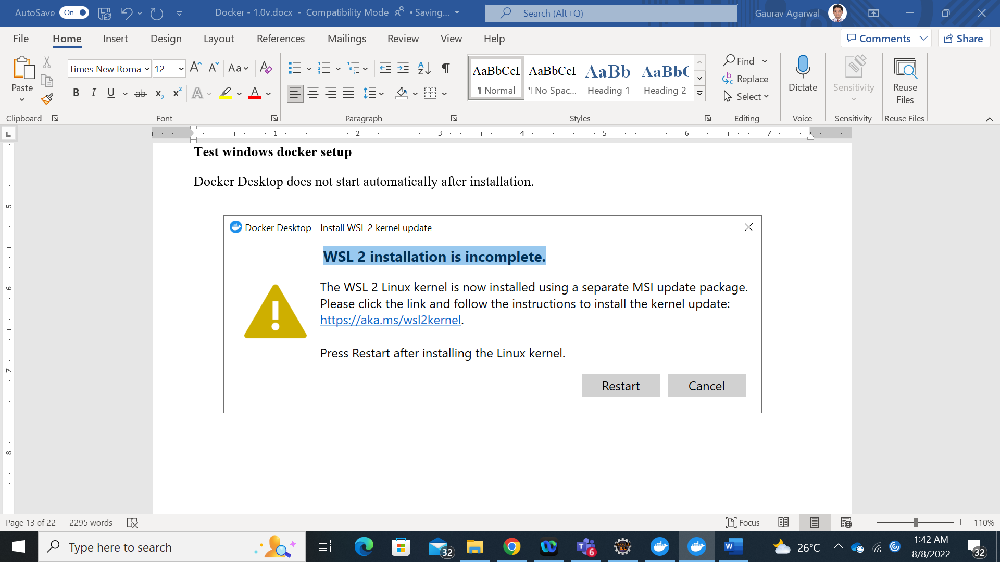 AutoSave On Docker - 1.0v.docx - Compatibility Mode • Saving... Search (Alt+Q) Gaurav Agarwal
File Home Insert Design Layout References Mailings Review View Help Comments Share
Times New Roma 12 Aa
Paste
B I U ab x2 x2 A A
AaBbCcI AaBbCcI AaBb AaBbC
¶ Normal ¶ No Spac... Heading 1 Heading 2
Find
Replace
Select
Dictate
Sensitivity
Reuse
Files
Clipboard Font Paragraph Styles Editing Voice Sensitivity Reuse Files
1 2 3 4 5 6 7
5
6
7
8
Test windows docker setup
Docker Desktop does not start automatically after installation.
Docker Desktop - Install WSL 2 kernel update
WSL 2 installation is incomplete.
The WSL 2 Linux kernel is now installed using a separate MSI update package.
Please click the link and follow the instructions to install the kernel update:
https://aka.ms/wsl2kernel.
Press Restart after installing the Linux kernel.
Restart Cancel
Page 13 of 22 2295 words Focus 110%
Type here to search 32 6 Java EE IDE W 26°C 1:42 AM
8/8/2022 32